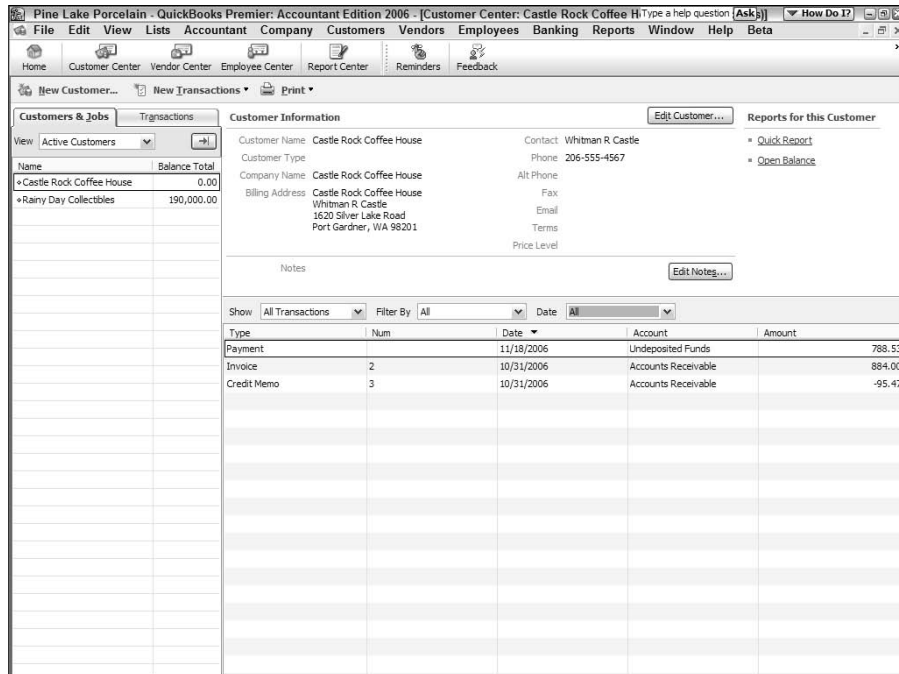 Pine Lake Porcelain - QuickBooks Premier: Accountant Edition 2006 - [Customer Center: Castle Rock Coffee H Type a help question Ask s)] How Do I?
File Edit View Lists Accountant Company Customers Vendors Employees Banking Reports Window Help Beta
Home Customer Center Vendor Center Employee Center Report Center Reminders Feedback
New Customer... New Transactions Print
Customers & Jobs Transactions
View Active Customers
Name Balance Total
Castle Rock Coffee House 0.00
Rainy Day Collectibles 190,000.00
Customer Information Edit Customer...
Customer Name Castle Rock Coffee House Contact Whitman R Castle
Customer Type Phone 206-555-4567
Company Name Castle Rock Coffee House Alt Phone
Billing Address Castle Rock Coffee House Fax
Whitman R Castle
1620 Silver Lake Road Email
Port Gardner, WA 98201 Terms
Price Level
Notes Edit Notes...
Reports for this Customer
Quick Report
Open Balance
Show All Transactions Filter By All Date All
Type Num Date Account Amount
Payment 11/18/2006 Undeposited Funds 788.53
Invoice 2 10/31/2006 Accounts Receivable 884.00
Credit Memo 3 10/31/2006 Accounts Receivable -95.47